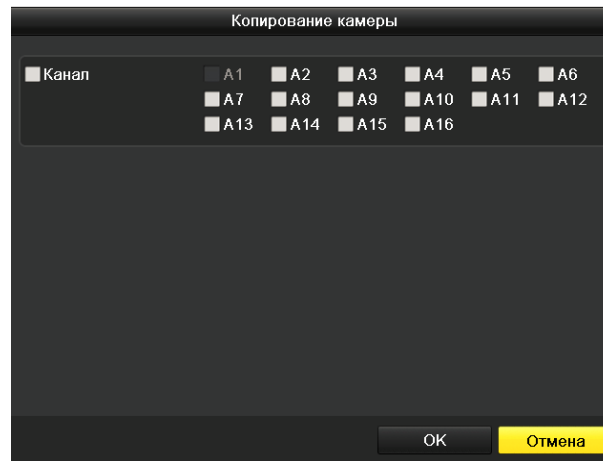 Копирование камеры
Канал A1 A2 A3 A4 A5 A6
A7 A8 A9 A10 A11 A12
A13 A14 A15 A16
OK Отмена